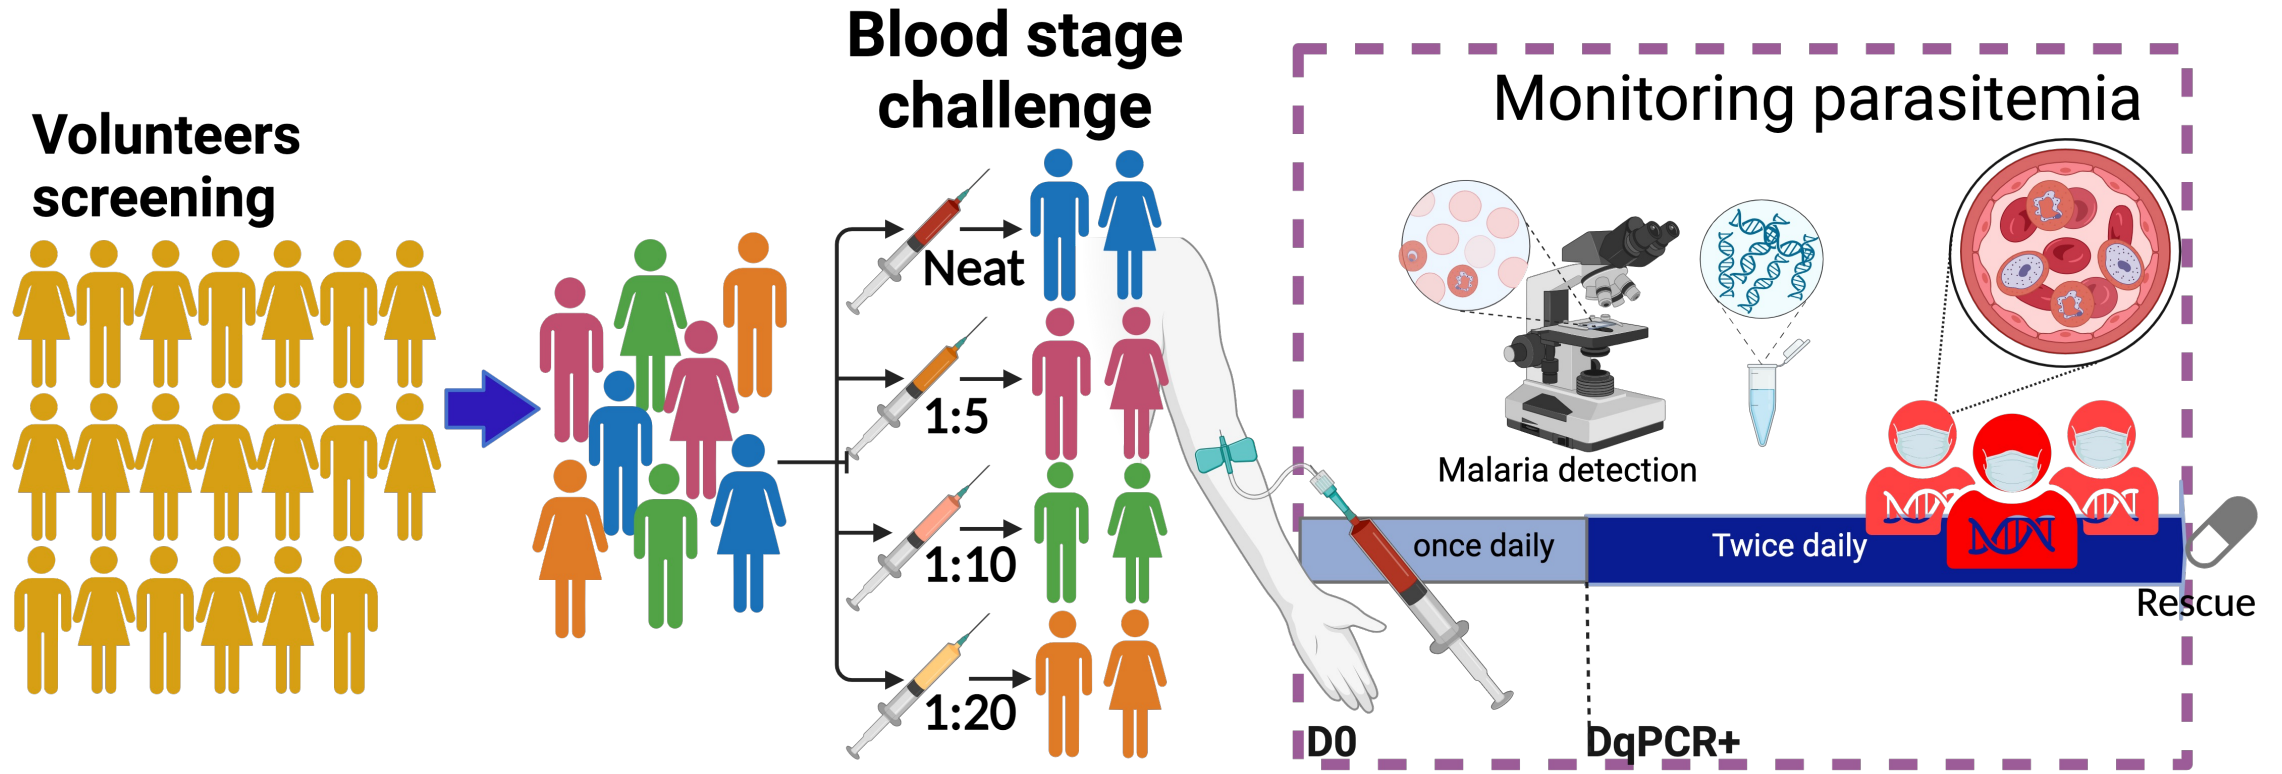 Volunteers
screening
Blood stage
challenge
Neat
1:5
1:10
1:20
Monitoring parasitemia
Malaria detection
once daily
Twice daily
Rescue
D0
DqPCR+